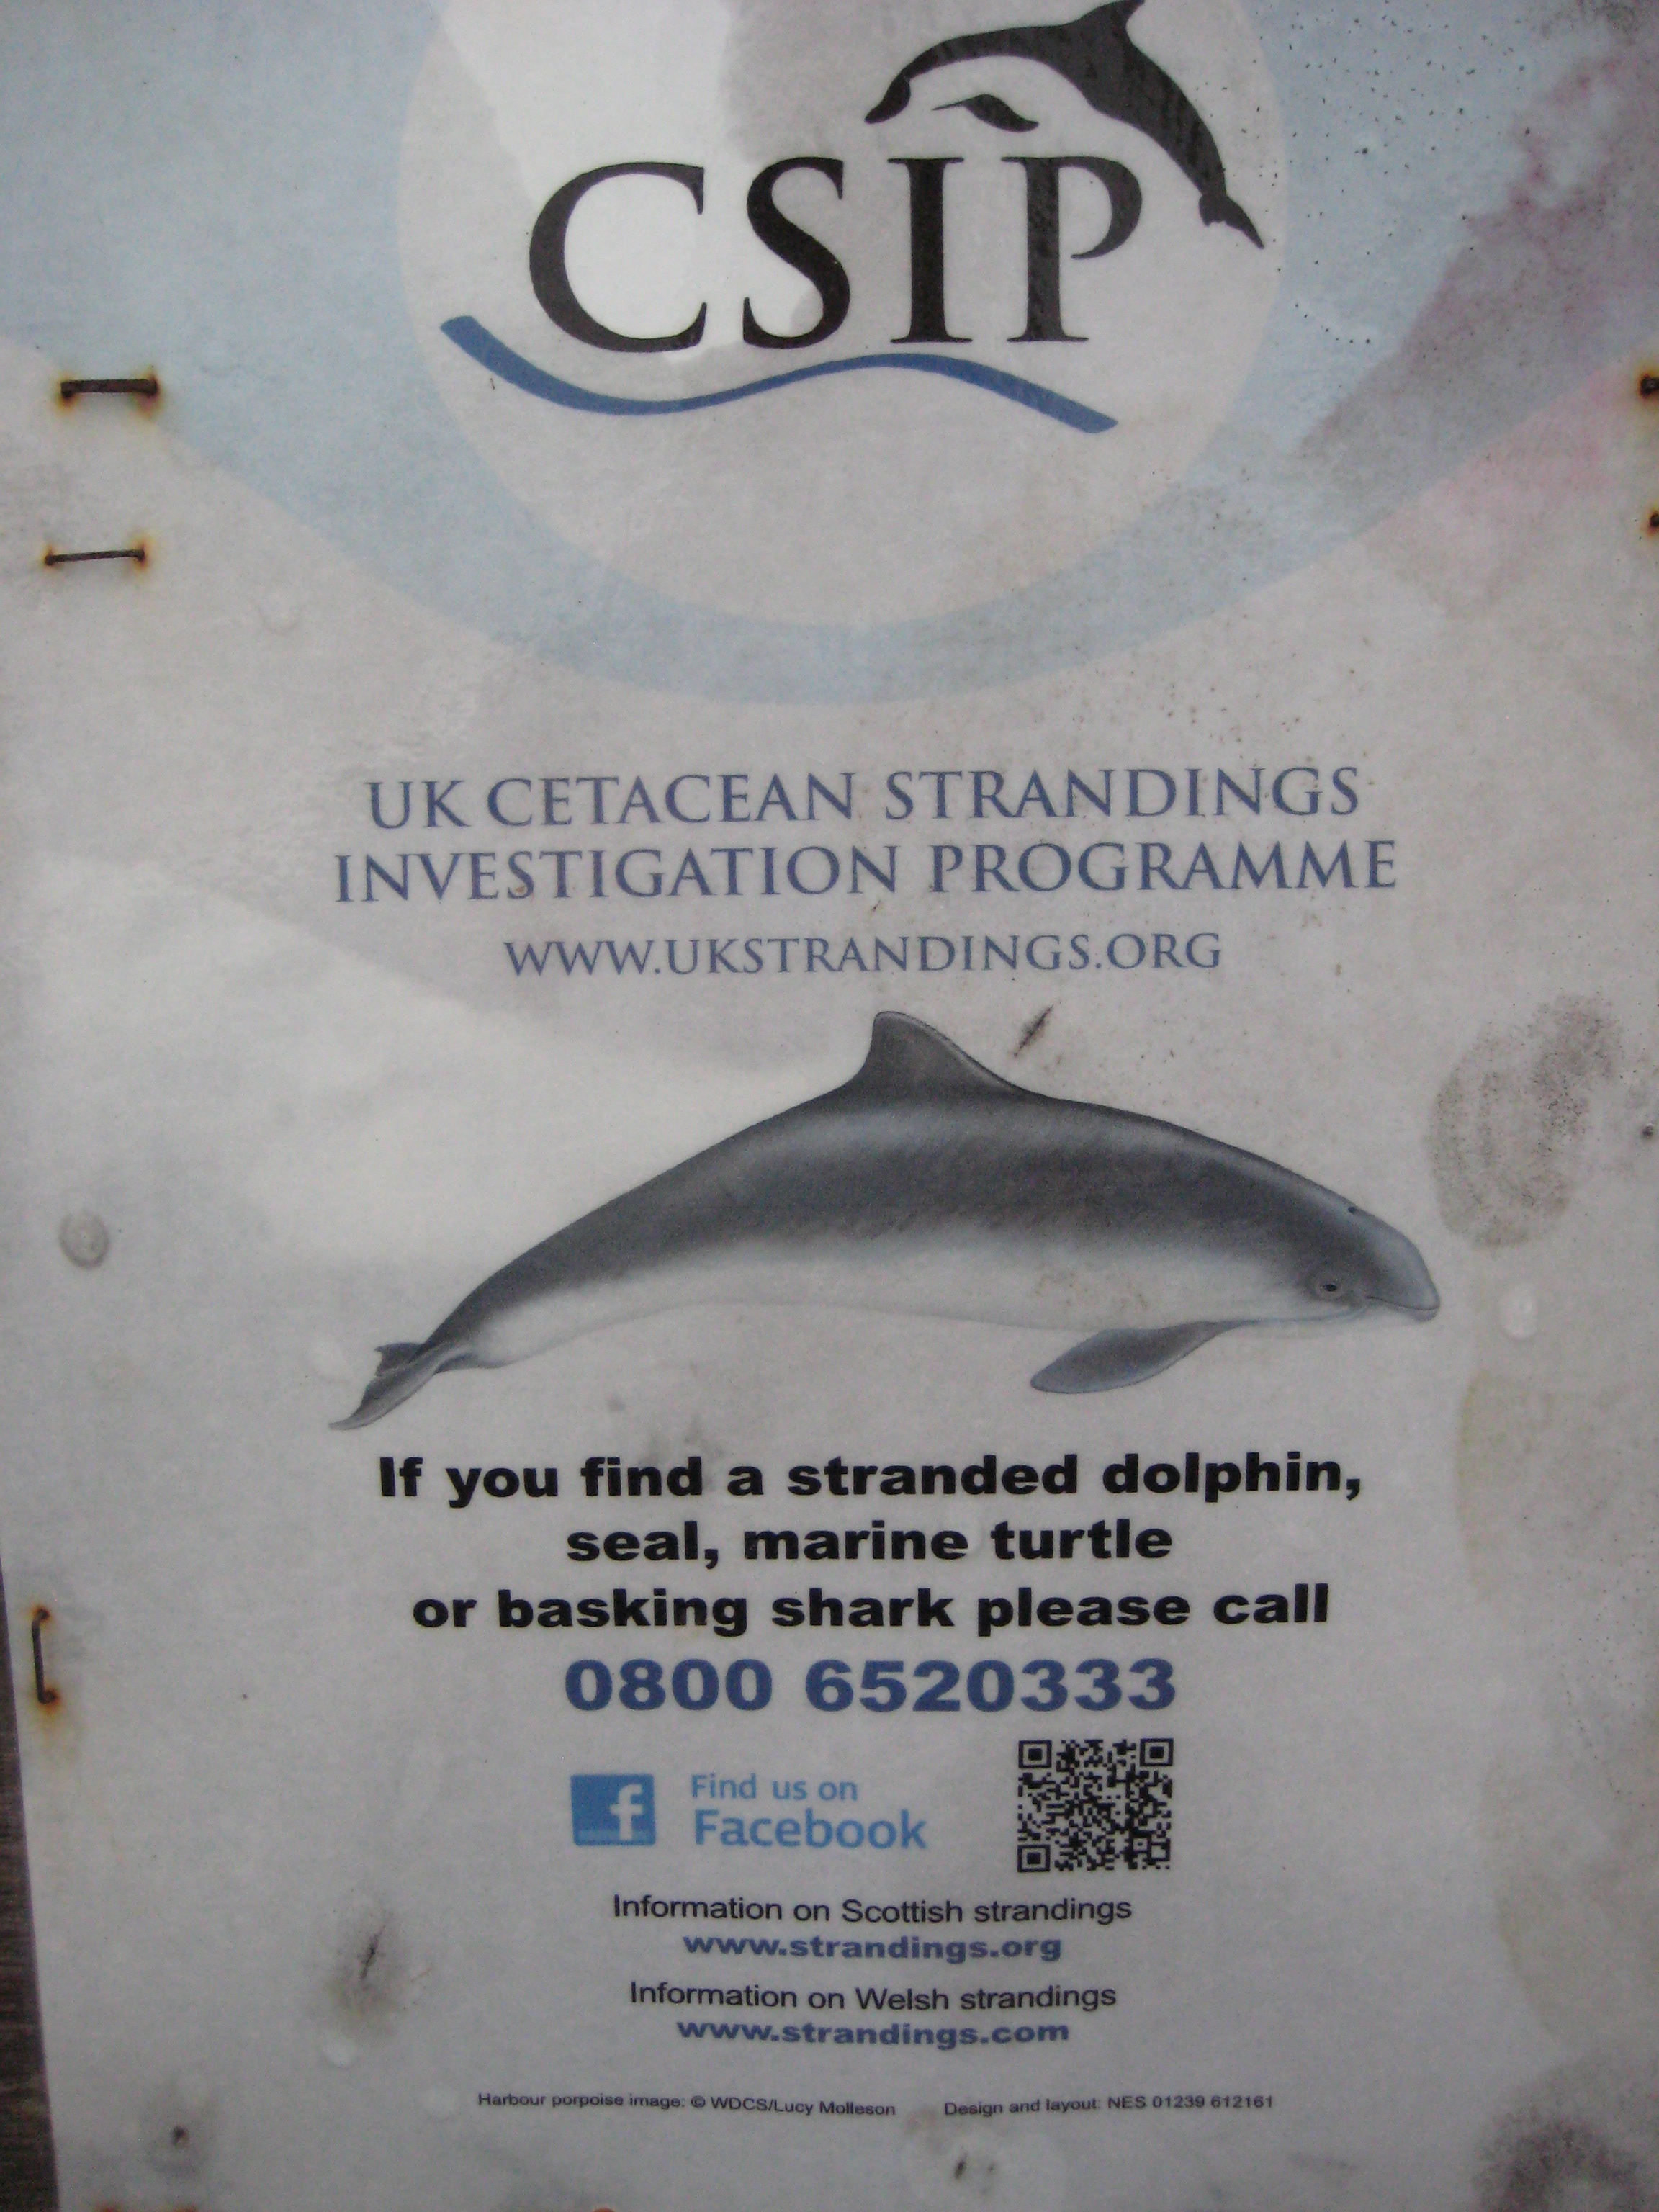 CSIP
UK CETACEAN STRANDINGS
INVESTIGATION PROGRAMME
WWW.UKSTRANDINGS.ORG
If you find a stranded dolphin,
seal, marine turtle
or basking shark please call
0800 6520333
f Find us on
Facebook
Information on Scottish strandings
www.strandings.org
Information on Welsh strandings
www.strandings.com
Harbour porpoise image: © WDCS/Lucy Molleson Design and layout: NES 01239 612161